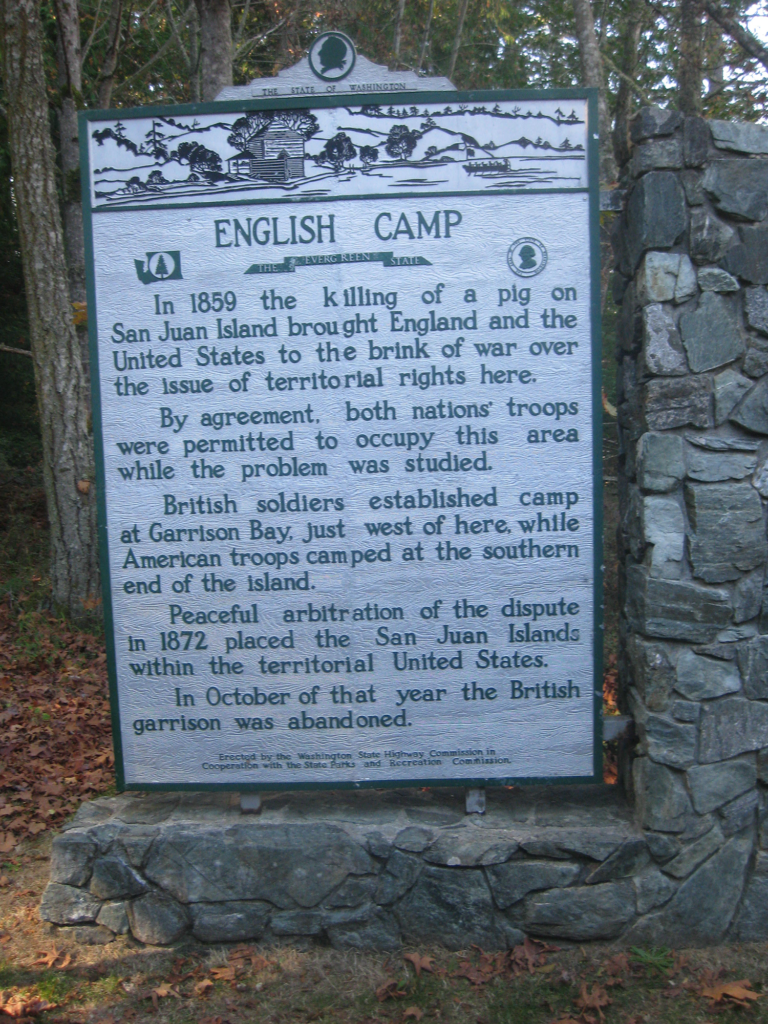 THE STATE OF WASHINGTON
ENGLISH CAMP
THE EVERGREEN STATE
In 1859 the killing of a pig on
San Juan Island brought England and the
United States to the brink of war over
the issue of territorial rights here.
By agreement, both nations' troops
were permitted to occupy this area
while the problem was studied.
British soldiers established camp
at Garrison Bay, just west of here, while
American troops camped at the southern
end of the island.
Peaceful arbitration of the dispute
in 1872 placed the San Juan Islands
within the territorial United States.
In October of that year the British
garrison was abandoned.
Erected by the Washington State Highway Commission in
Cooperation with the State Parks and Recreation Commission.